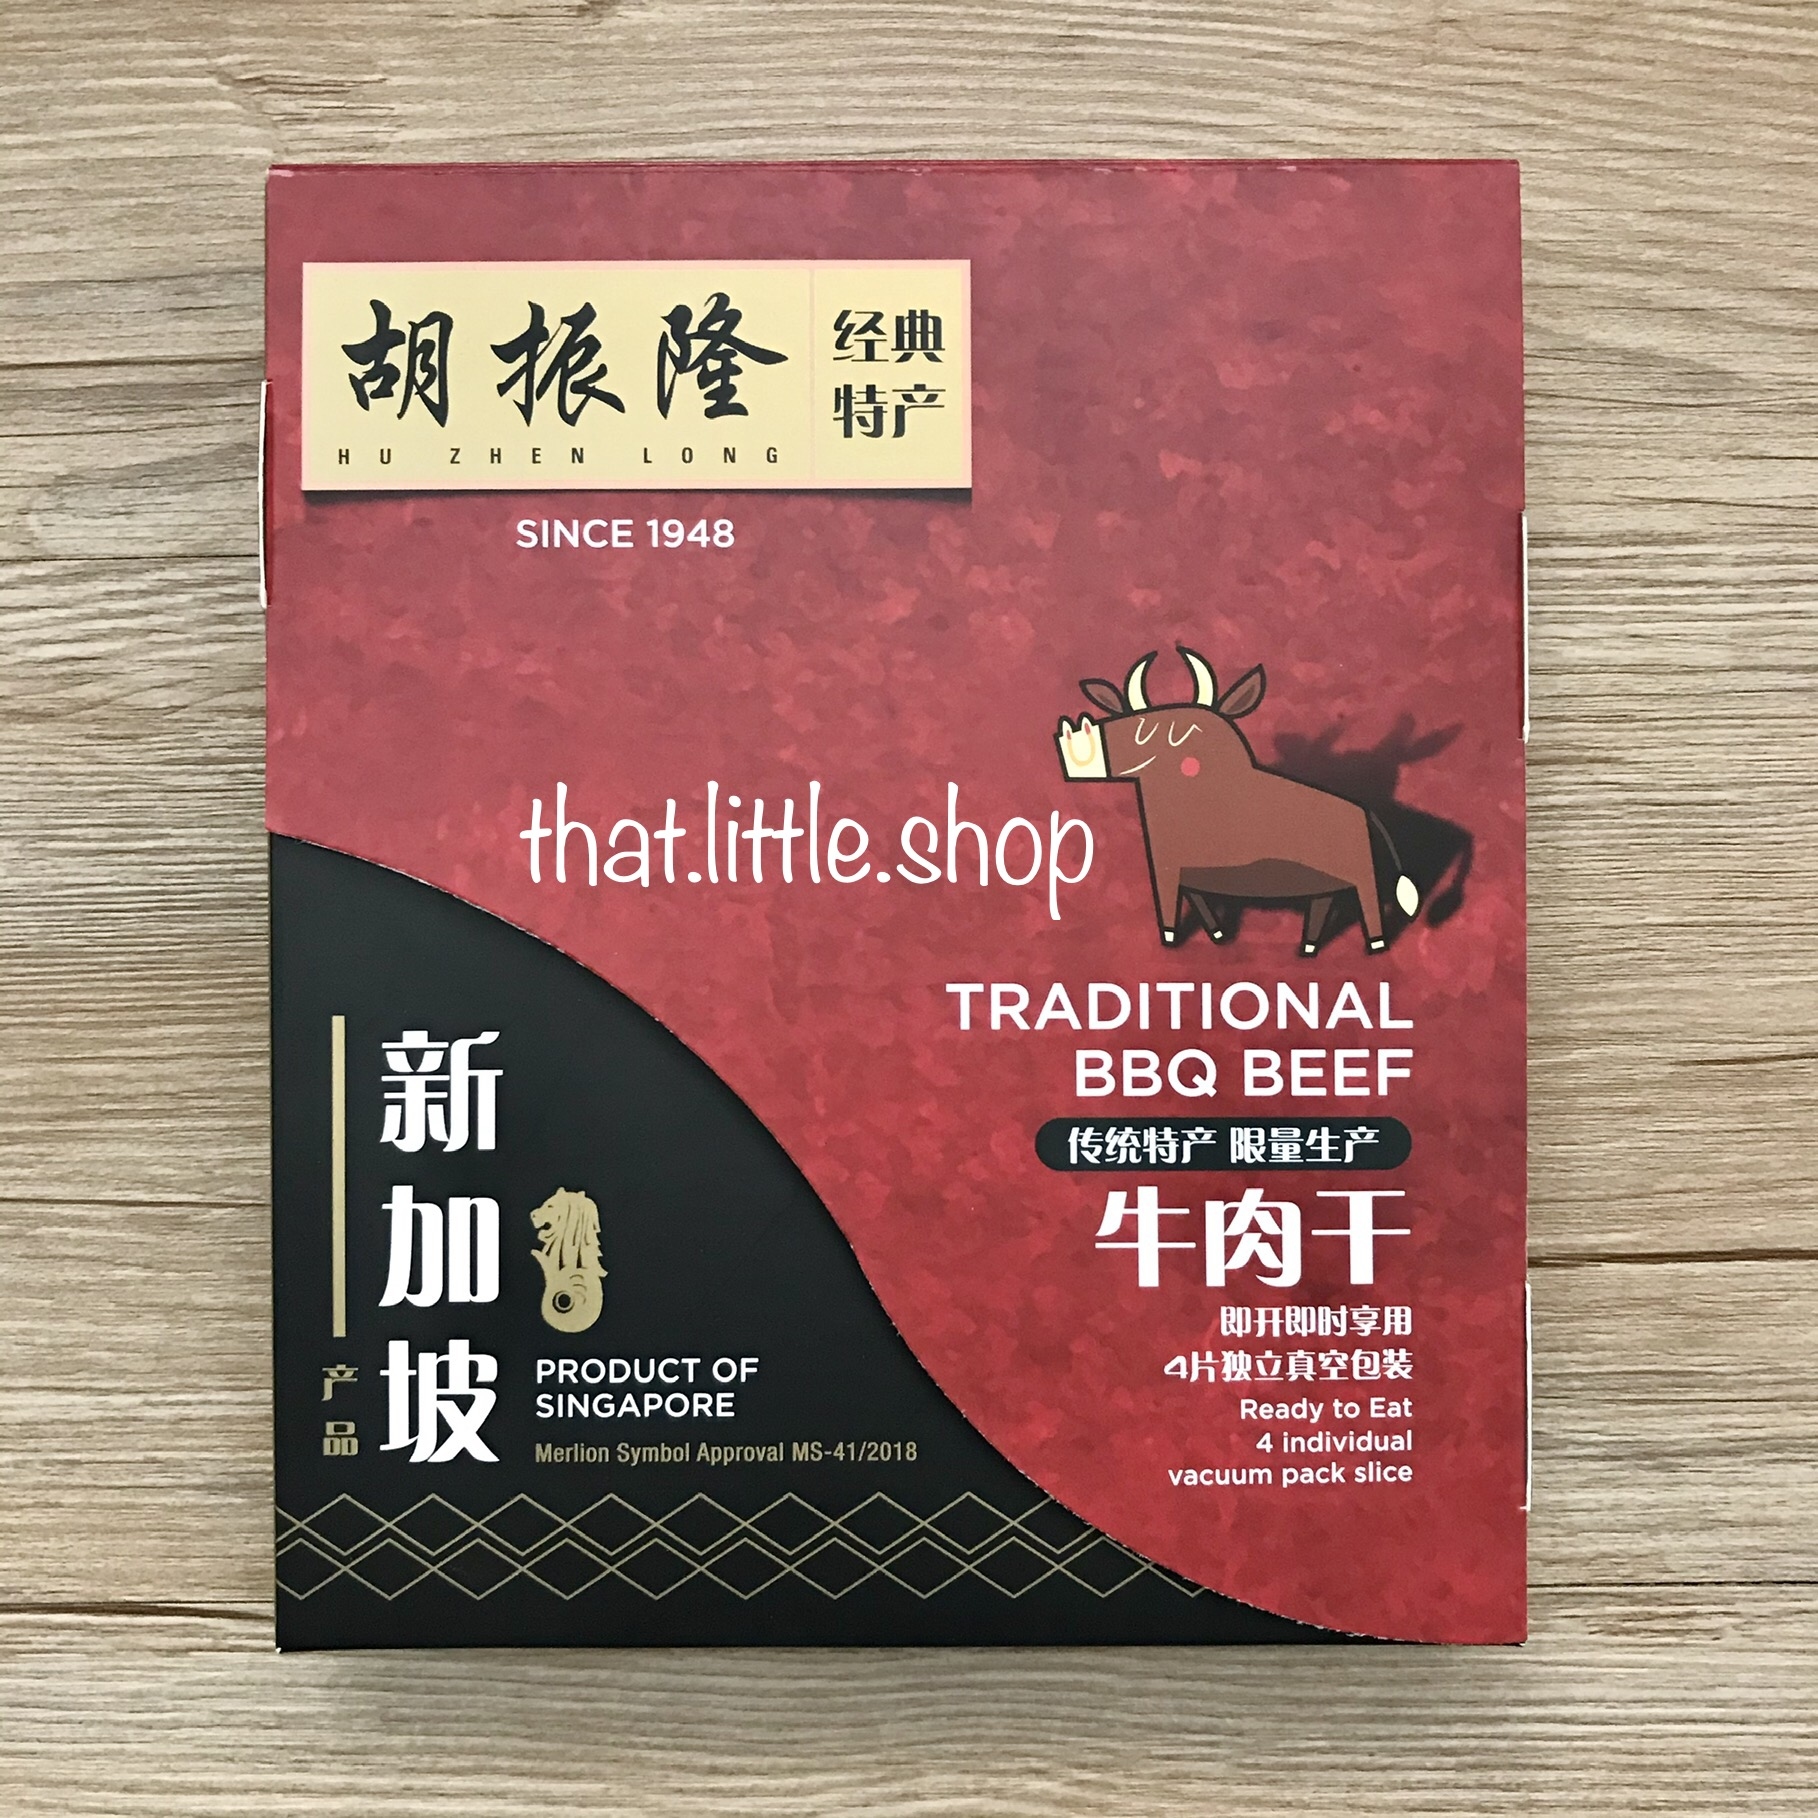 胡振隆
HU ZHEN LONG
经典
特产
SINCE 1948
that.little.shop
TRADITIONAL
BBQ BEEF
传统特产 限量生产
牛肉干
即开即时享用
4片独立真空包装
Ready to Eat
4 individual
vacuum pack slice
新加坡
产品
PRODUCT OF
SINGAPORE
Merlion Symbol Approval MS-41/2018